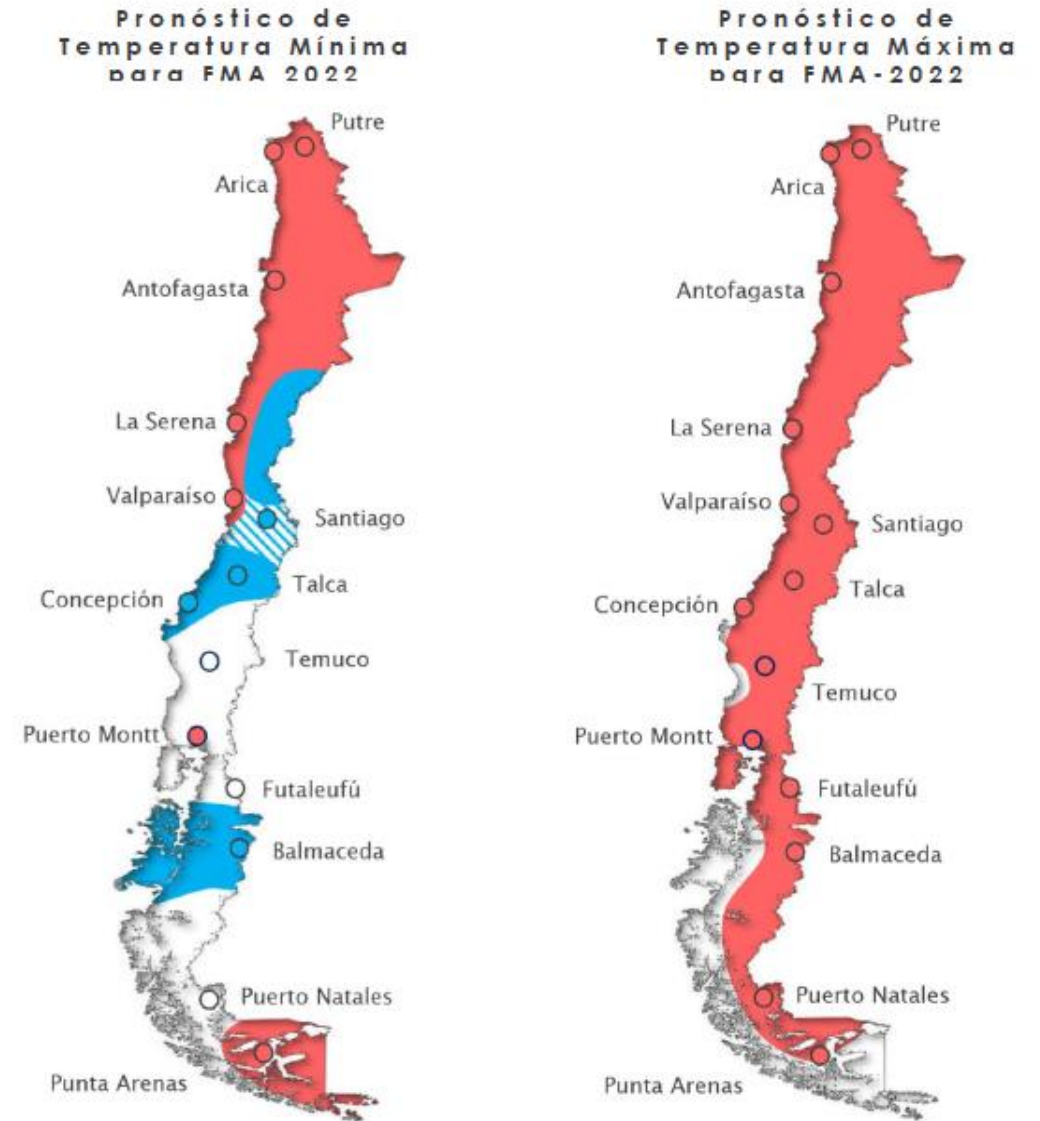 Pronóstico de
Temperatura Mínima
para FMA 2022
Putre
Arica
Antofagasta
La Serena
Valparaíso
Santiago
Talca
Concepción
Temuco
Puerto Montt
Futaleufú
Balmaceda
Puerto Natales
Punta Arenas
Pronóstico de
Temperatura Máxima
para FMA-2022
Putre
Arica
Antofagasta
La Serena
Valparaíso
Santiago
Talca
Concepción
Temuco
Puerto Montt
Futaleufú
Balmaceda
Puerto Natales
Punta Arenas